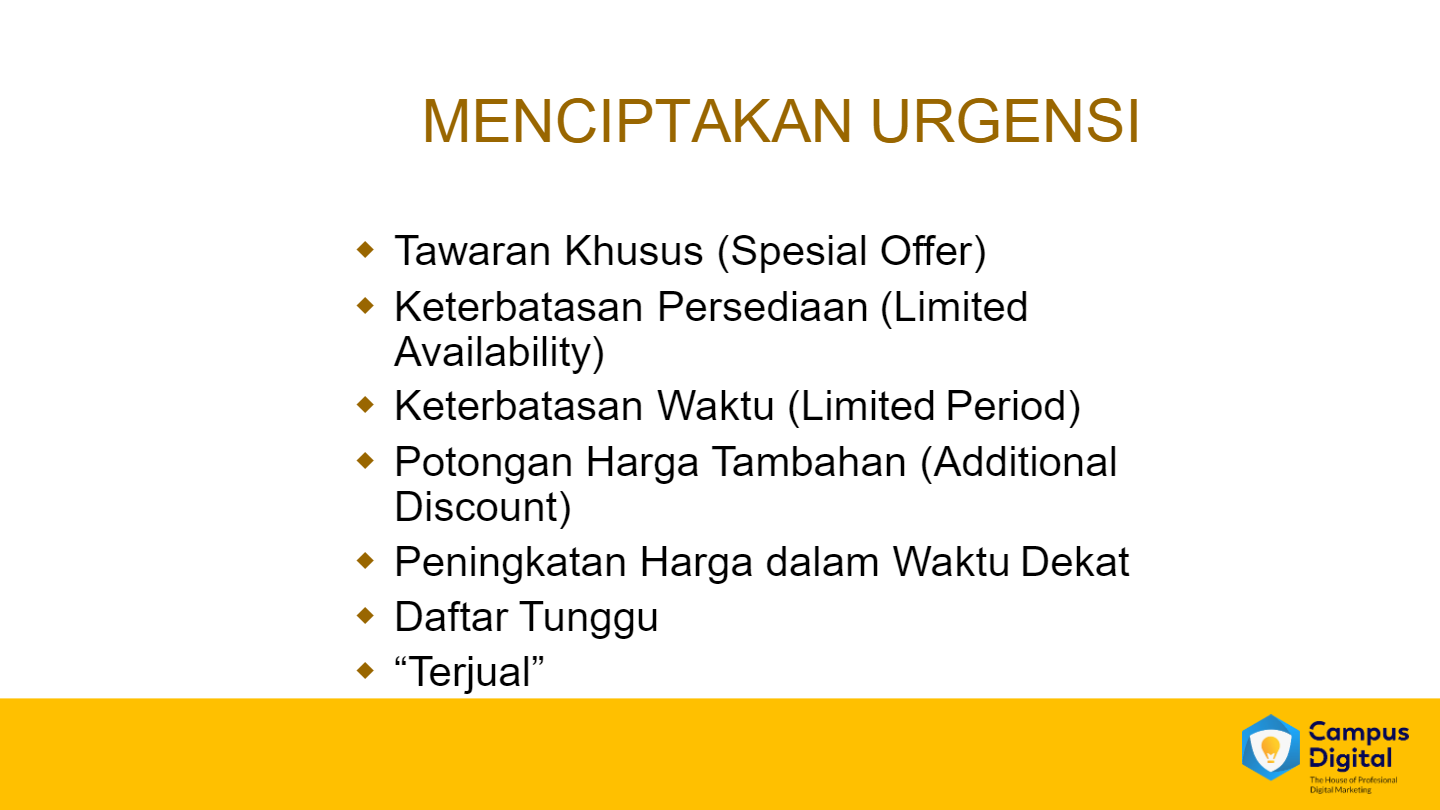 MENCIPTAKAN URGENSI
◆ Tawaran Khusus (Spesial Offer)
◆ Keterbatasan Persediaan (Limited
Availability)
◆ Keterbatasan Waktu (Limited Period)
◆ Potongan Harga Tambahan (Additional
Discount)
◆ Peningkatan Harga dalam Waktu Dekat
◆ Daftar Tunggu
◆ “Terjual”
Campus
Digital
The House of Profesional
Digital Marketing